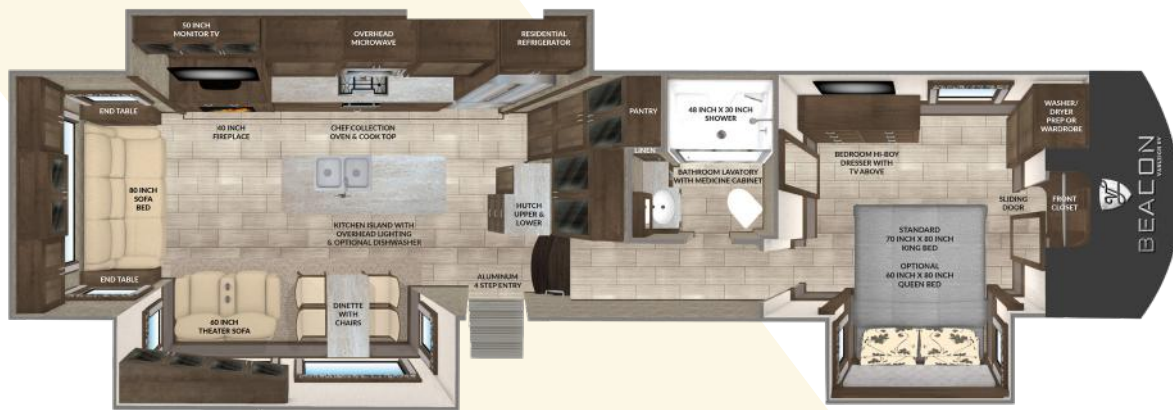 50 INCH
MONITOR TV
OVERHEAD
MICROWAVE
RESIDENTIAL
REFRIGERATOR
END TABLE
40 INCH
FIREPLACE
CHEF COLLECTION
OVEN & COOK TOP
PANTRY
48 INCH X 30 INCH
SHOWER
WASHER/
DRYER
PREP OR
WARDROBE
LINEN
BATHROOM LAVATORY
WITH MEDICINE CABINET
BEDROOM HI-BOY
DRESSER WITH
TV ABOVE
80 INCH
SOFA
BED
HUTCH
UPPER &
LOWER
SLIDING
DOOR
FRONT
CLOSET
KITCHEN ISLAND WITH
OVERHEAD LIGHTING
& OPTIONAL DISHWASHER
STANDARD
70 INCH X 80 INCH
KING BED
OPTIONAL
60 INCH X 80 INCH
QUEEN BED
END TABLE
ALUMINUM
4 STEP ENTRY
60 INCH
THEATER SOFA
DINETTE
WITH
CHAIRS
BEACON